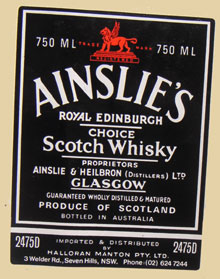 750 ML TRADE MARK 750 ML
AINSLIE'S
ROYAL EDINBURGH
CHOICE
Scotch Whisky
PROPRIETORS
AINSLIE & HEILBRON (DISTILLERS) LTD
GLASGOW
GUARANTEED WHOLLY DISTILLED & MATURED
PRODUCE OF SCOTLAND
BOTTLED IN AUSTRALIA
2475D IMPORTED & DISTRIBUTED 2475D
BY
HALLORAN MANTON PTY. LTD.
3 Welder Rd., Seven Hills, NSW. Phone (02) 624 7244